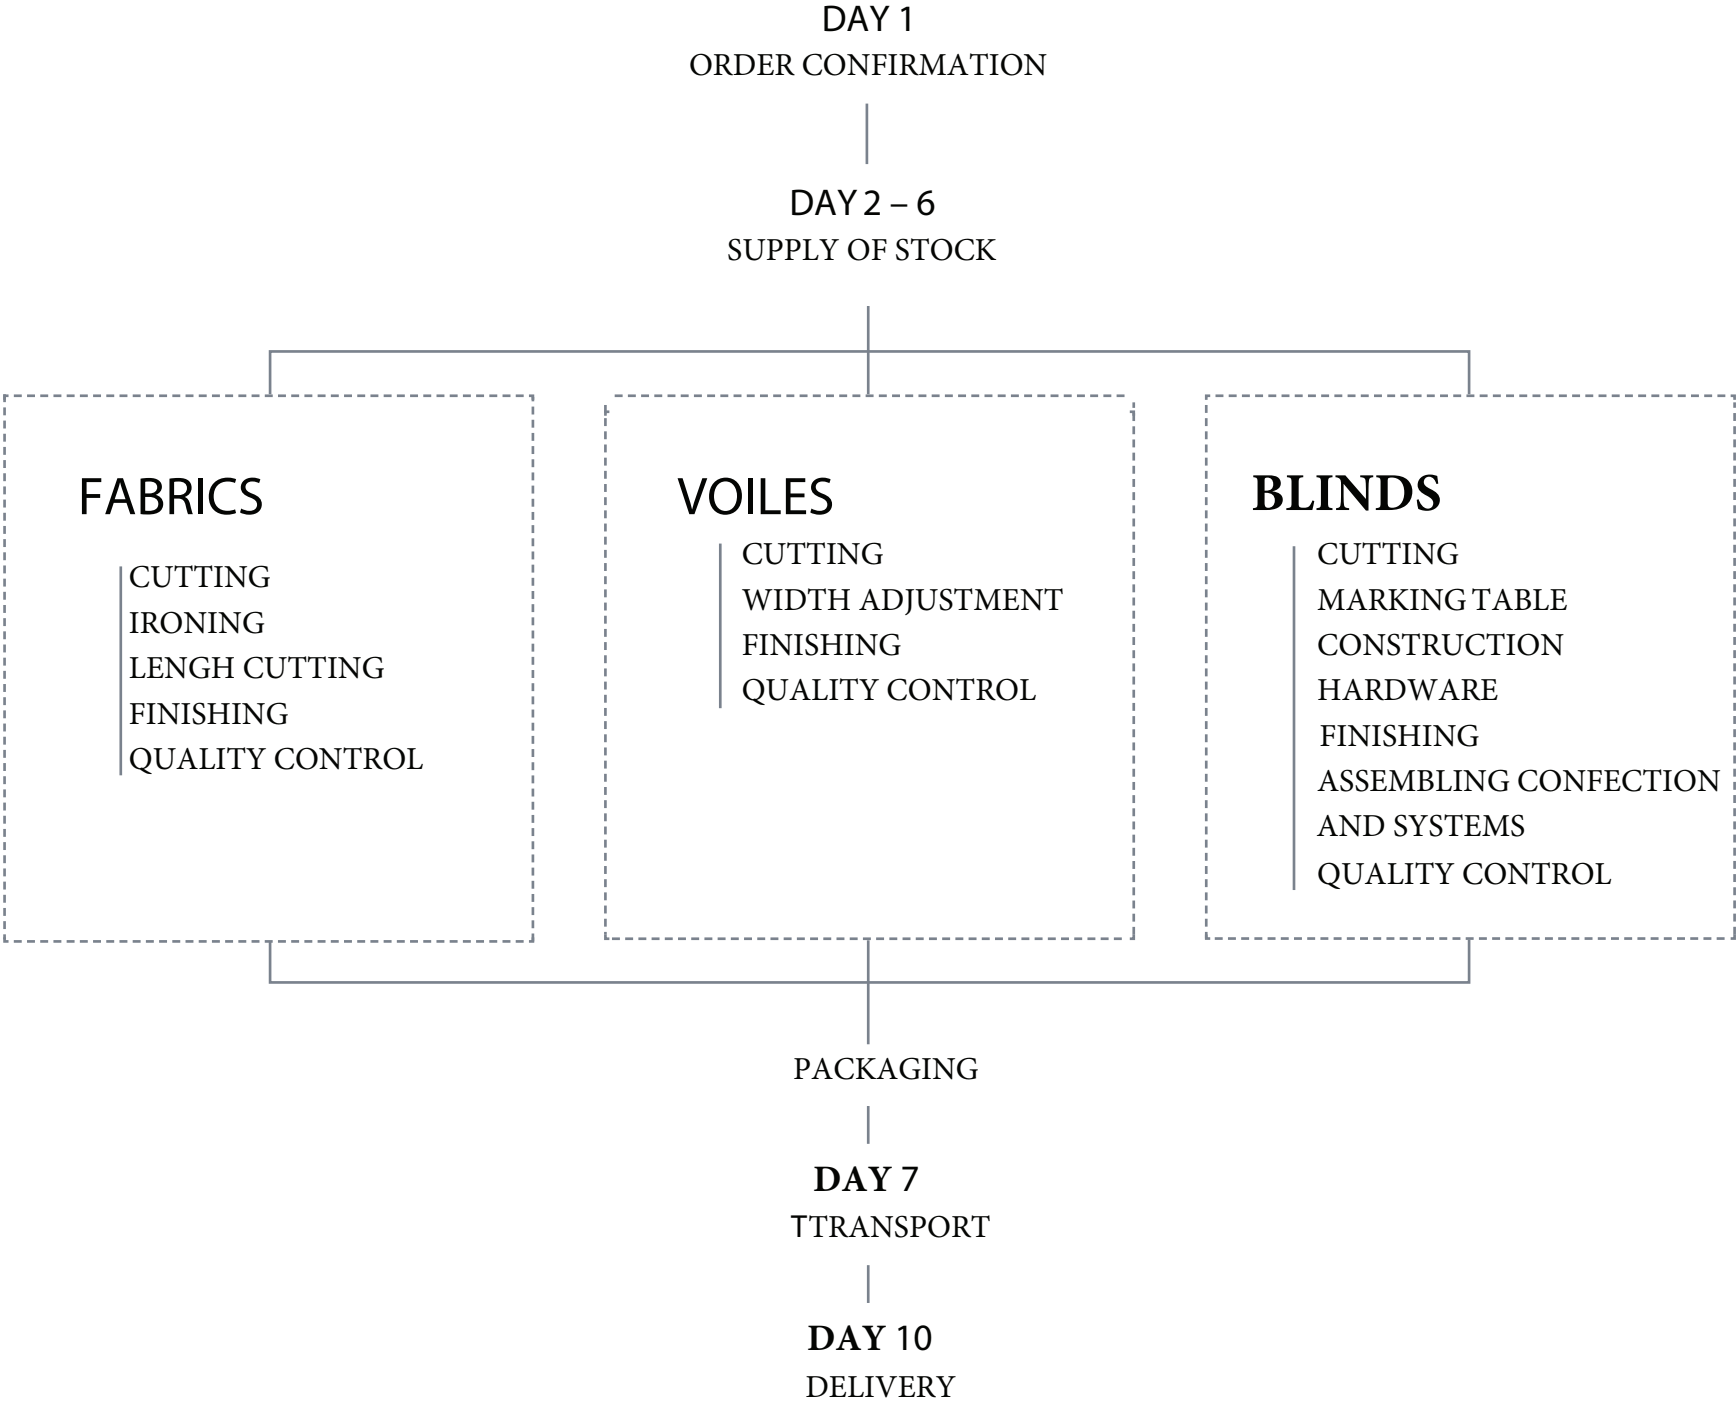 DAY 1
ORDER CONFIRMATION
DAY 2 – 6
SUPPLY OF STOCK
FABRICS
CUTTING
IRONING
LENGH CUTTING
FINISHING
QUALITY CONTROL
VOILES
CUTTING
WIDTH ADJUSTMENT
FINISHING
QUALITY CONTROL
BLINDS
CUTTING
MARKING TABLE
CONSTRUCTION
HARDWARE
FINISHING
ASSEMBLING CONFECTION
AND SYSTEMS
QUALITY CONTROL
PACKAGING
DAY 7
TTRANSPORT
DAY 10
DELIVERY